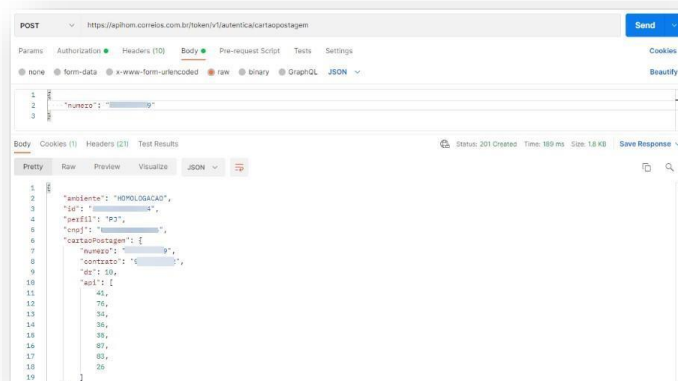 POST https://apihom.correios.com.br/token/v1/autentica/cartaopostagem Send
Params Authorization Headers (10) Body Pre-request Script Tests Settings Cookies
none form-data x-www-form-urlencoded raw binary GraphQL JSON Beautify
1 {
2 "numero": " 9"
3 }
Body Cookies (1) Headers (21) Test Results Status: 201 Created Time: 189 ms Size: 1.8 KB Save Response
Pretty Raw Preview Visualize JSON
1 {
2 "ambiente": "HOMOLOGACAO",
3 "id": " 4",
4 "perfil": "PJ",
5 "cnpj": " ",
6 "cartaoPostagem": {
7 "numero": " 9",
8 "contrato": " ",
9 "dr": 10,
10 "api": [
11 41,
12 76,
13 34,
14 36,
15 35,
16 87,
17 83,
18 26
19 ]